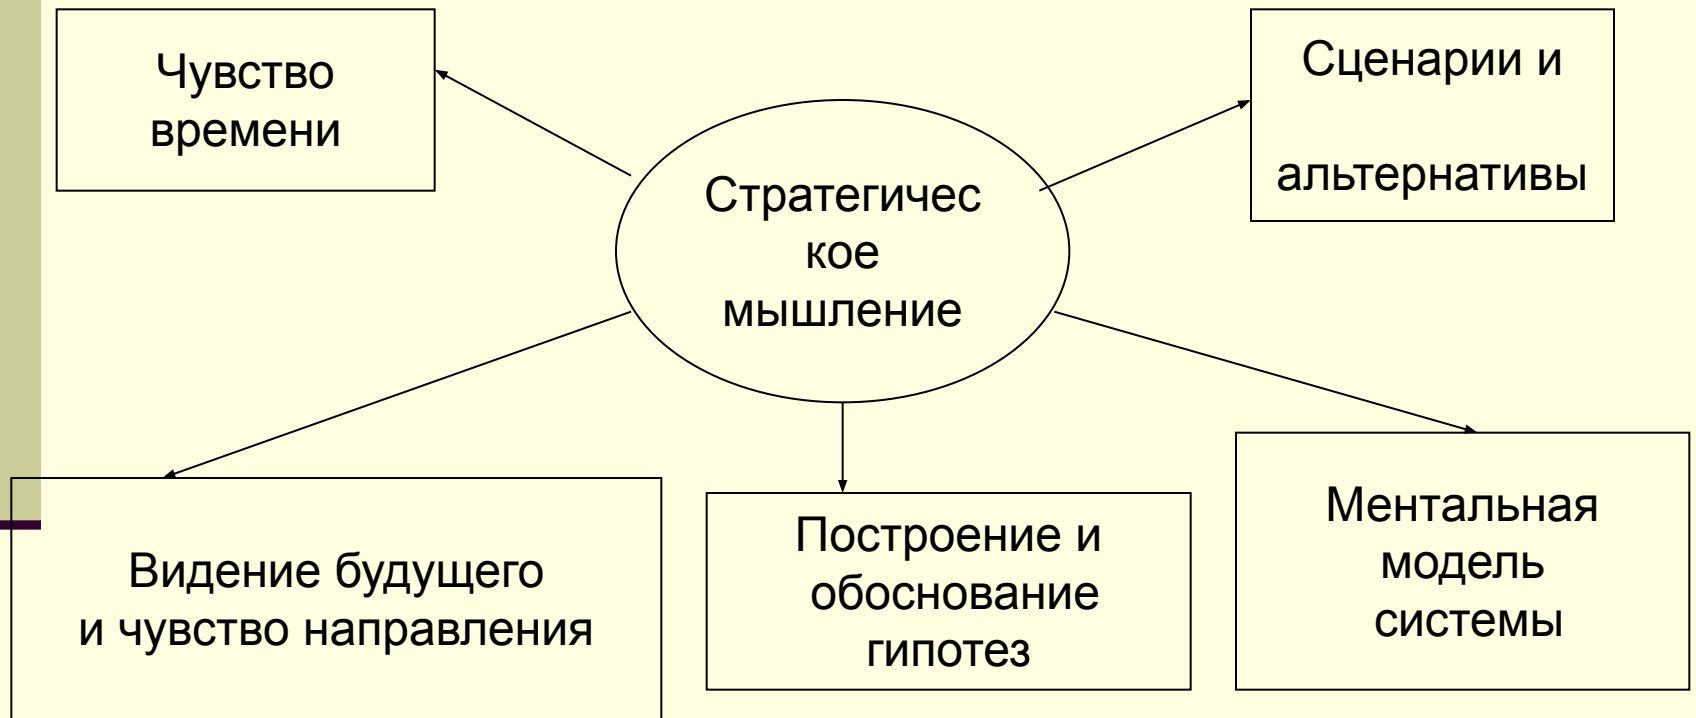 Чувство
времени
Сценарии и
альтернативы
Стратегичес
кое
мышление
Видение будущего
и чувство направления
Построение и
обоснование
гипотез
Ментальная
модель
системы